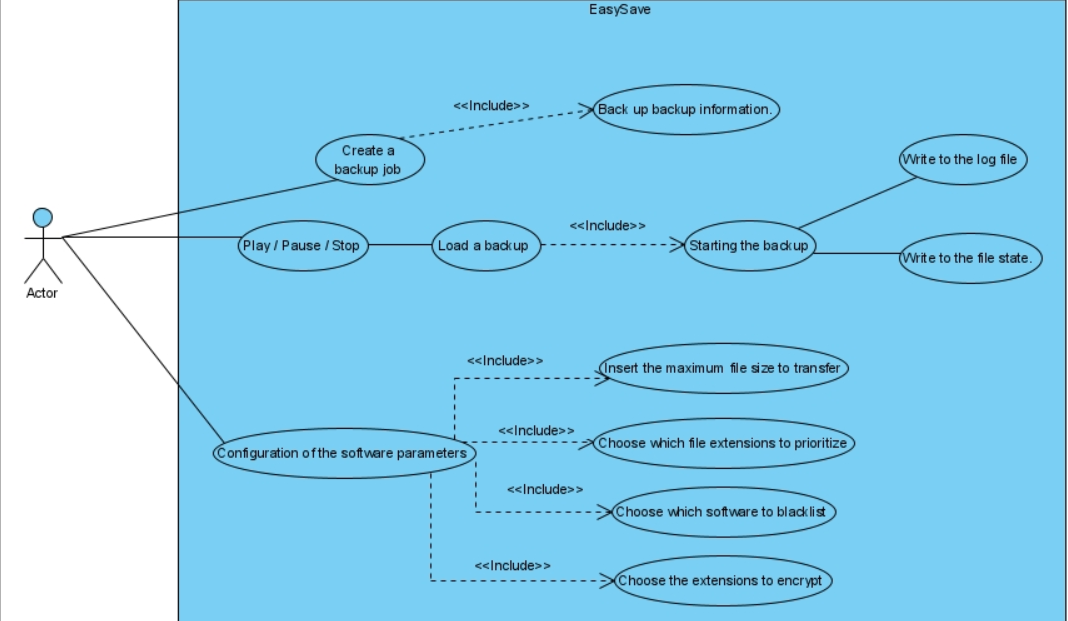 EasySave
<<Include>>
Back up backup information.
Create a
backup job
Write to the log file
<<Include>>
Play / Pause / Stop
Load a backup
Starting the backup
Write to the file state.
Actor
<<Include>>
Insert the maximum file size to transfer
<<Include>>
Choose which file extensions to prioritize
Configuration of the software parameters
<<Include>>
Choose which software to blacklist
<<Include>>
Choose the extensions to encrypt